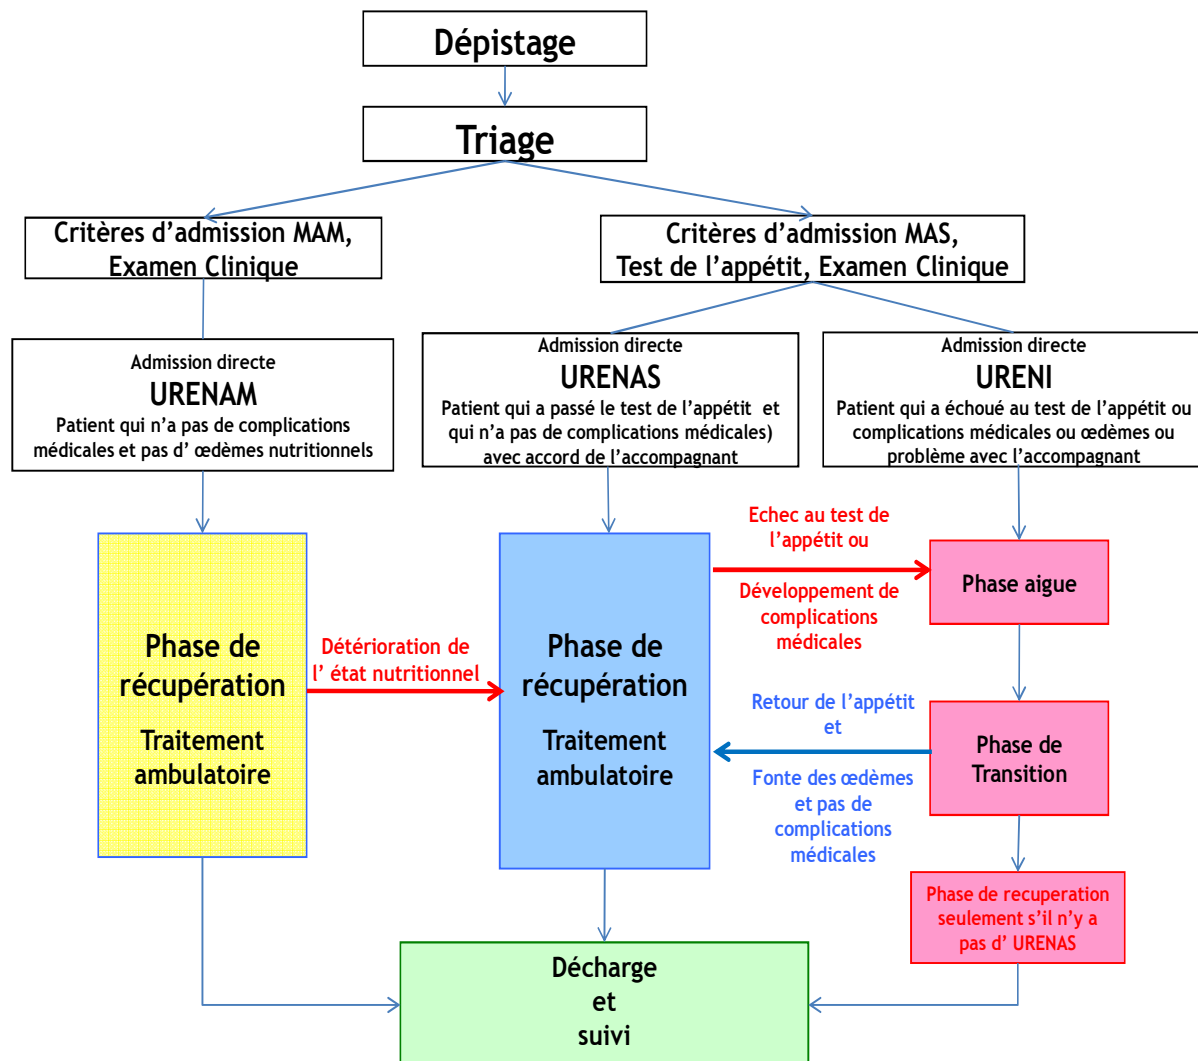 Dépistage
Triage
Critères d'admission MAM,
Examen Clinique
Critères d'admission MAS,
Test de l'appétit, Examen Clinique
Admission directe
URENAM
Patient qui n'a pas de complications
médicales et pas d' œdèmes nutritionnels
Admission directe
URENAS
Patient qui a passé le test de l'appétit et
qui n'a pas de complications médicales)
avec accord de l'accompagnant
Admission directe
URENI
Patient qui a échoué au test de l'appétit ou
complications médicales ou œdèmes ou
problème avec l'accompagnant
Phase de
récupération
Traitement
ambulatoire
Détérioration de
l' état nutritionnel
Phase de
récupération
Traitement
ambulatoire
Echec au test de
l'appétit ou
Développement de
complications
médicales
Retour de l'appétit
et
Fonte des œdèmes
et pas de
complications
médicales
Phase aigue
Phase de
Transition
Phase de recuperation
seulement s'il n'y a
pas d' URENAS
Décharge
et
suivi